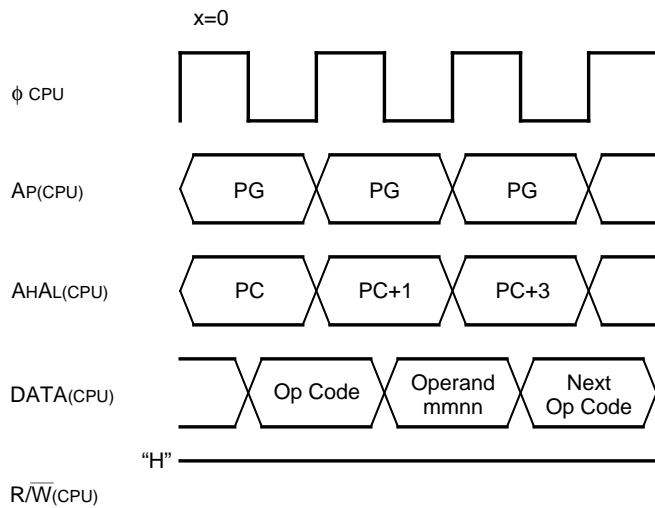 x=0
ϕ CPU
AP(CPU)
PG PG PG
AHAL(CPU)
PC PC+1 PC+3
DATA(CPU)
Op Code Operand mmnn Next Op Code
“H”
R/W̅(CPU)